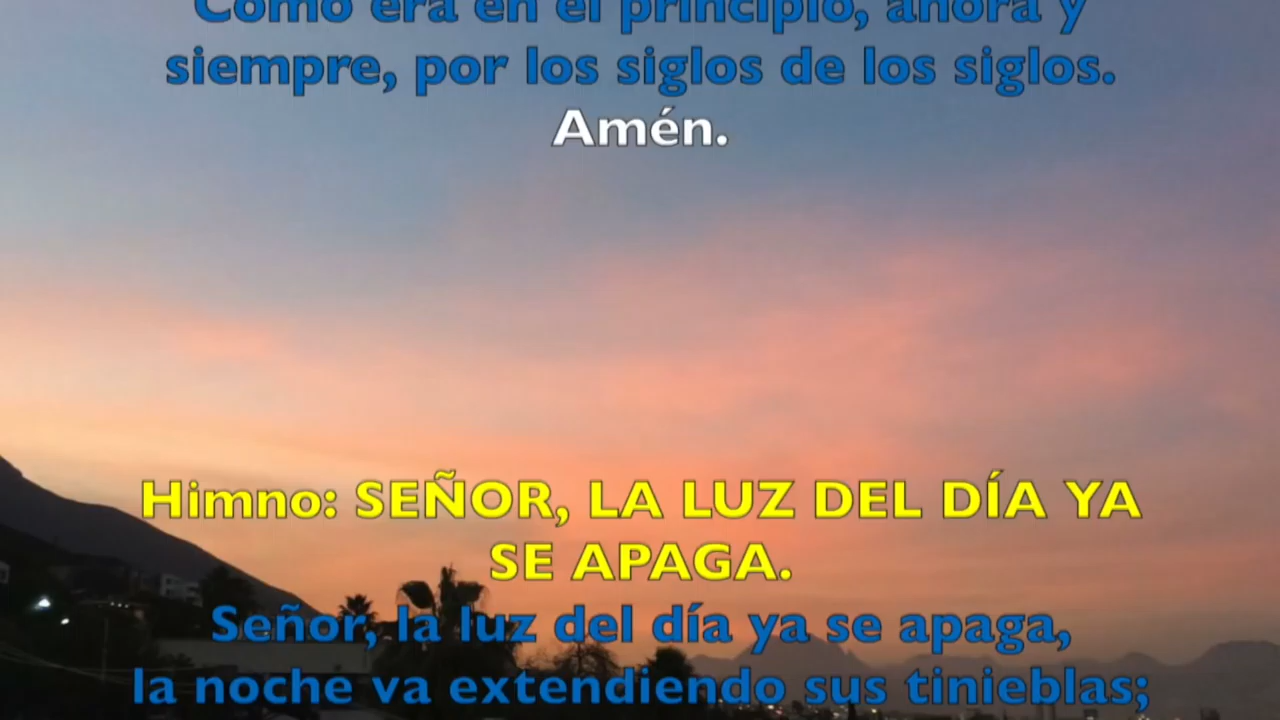 Como era en el principio, ahora y
siempre, por los siglos de los siglos.
Amén.
Himno: SEÑOR, LA LUZ DEL DÍA YA
SE APAGA.
Señor, la luz del día ya se apaga,
la noche va extendiendo sus tinieblas;